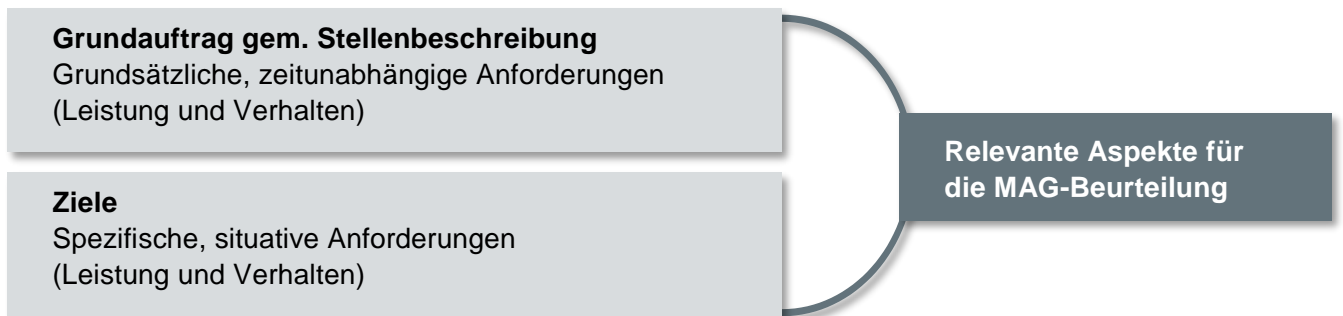 Grundauftrag gem. Stellenbeschreibung
Grundsätzliche, zeitunabhängige Anforderungen
(Leistung und Verhalten)
Ziele
Spezifische, situative Anforderungen
(Leistung und Verhalten)
Relevante Aspekte für
die MAG-Beurteilung